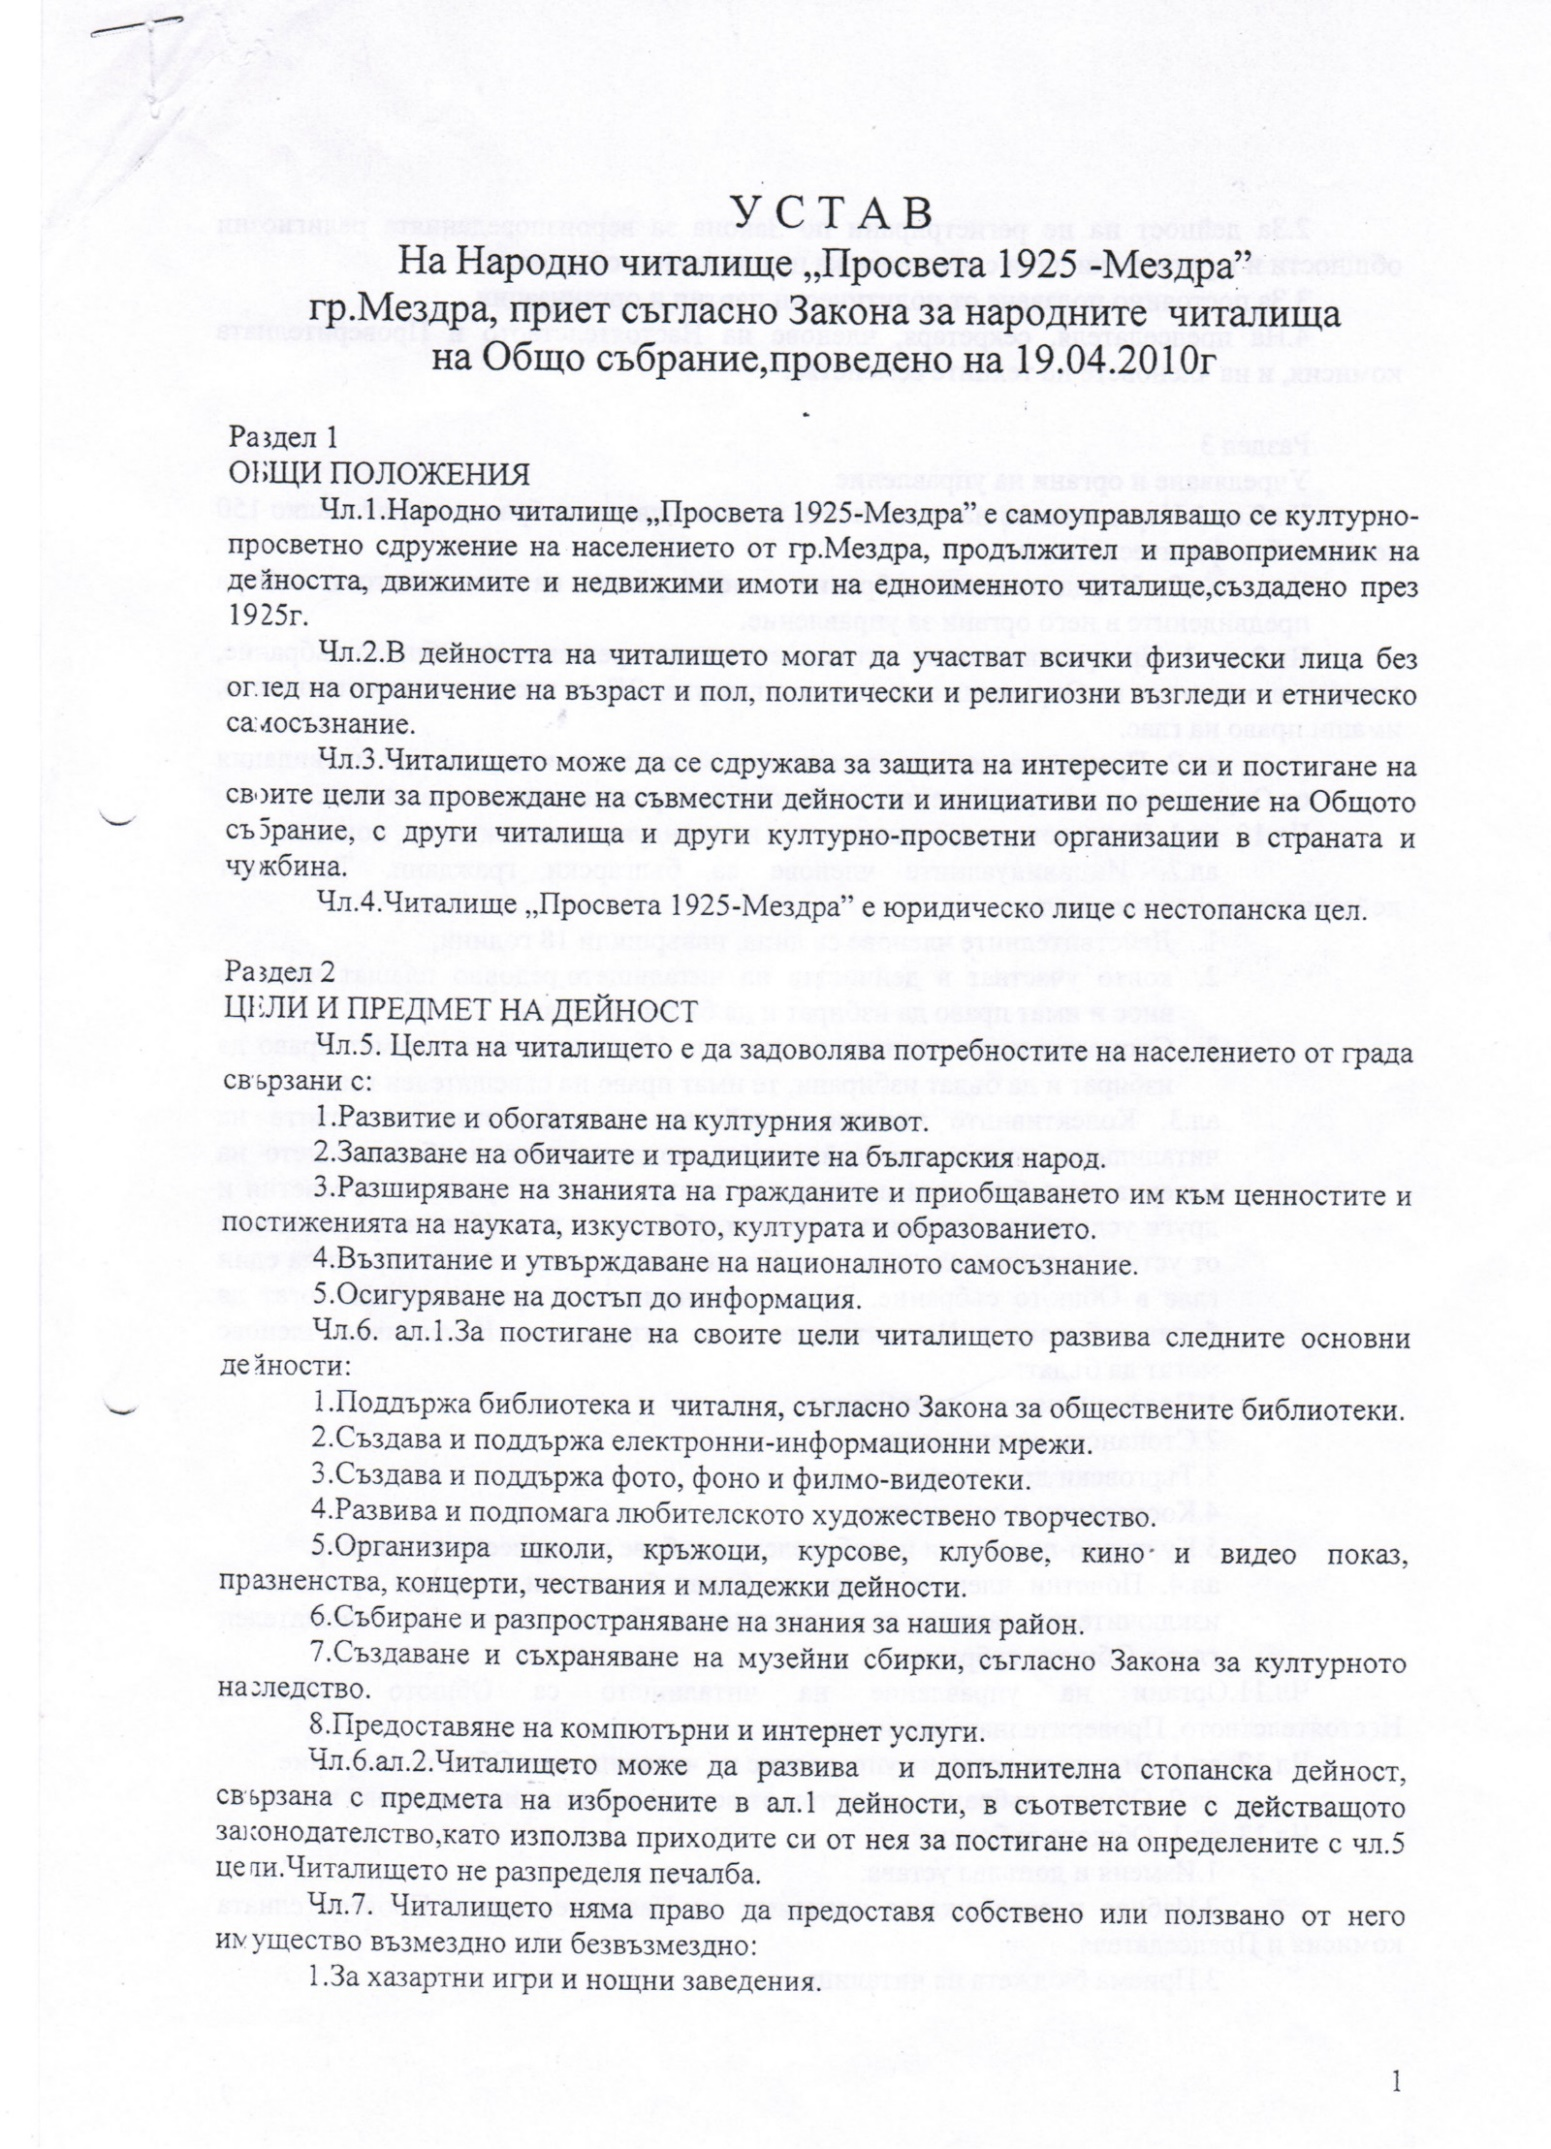 У С Т А В
На Народно читалище „Просвета 1925 -Мездра”
гр.Мездра, приет съгласно Закона за народните читалища
на Общо събрание,проведено на 19.04.2010г
Раздел 1
ОБЩИ ПОЛОЖЕНИЯ
Чл.1.Народно читалище „Просвета 1925-Мездра” е самоуправляващо се културно-
просветно сдружение на населението от гр.Мездра, продължител и правоприемник на
дейността, движимите и недвижими имоти на едноименното читалище,създадено през
1925г.
Чл.2.В дейността на читалището могат да участват всички физически лица без
оглед на ограничение на възраст и пол, политически и религиозни възгледи и етническо
самосъзнание.
Чл.3.Читалището може да се сдружава за защита на интересите си и постигане на
своите цели за провеждане на съвместни дейности и инициативи по решение на Общото
събрание, с други читалища и други културно-просветни организации в страната и
чужбина.
Чл.4.Читалище „Просвета 1925-Мездра” е юридическо лице с нестопанска цел.
Раздел 2
ЦЕЛИ И ПРЕДМЕТ НА ДЕЙНОСТ
Чл.5. Целта на читалището е да задоволява потребностите на населението от града
свързани с:
1.Развитие и обогатяване на културния живот.
2.Запазване на обичаите и традициите на българския народ.
3.Разширяване на знанията на гражданите и приобщаването им към ценностите и
постиженията на науката, изкуството, културата и образованието.
4.Възпитание и утвърждаване на националното самосъзнание.
5.Осигуряване на достъп до информация.
Чл.6. ал.1.За постигане на своите цели читалището развива следните основни
дейности:
1.Поддържа библиотека и читалня, съгласно Закона за обществените библиотеки.
2.Създава и поддържа електронни-информационни мрежи.
3.Създава и поддържа фото, фоно и филмо-видеотеки.
4.Развива и подпомага любителското художествено творчество.
5.Организира школи, кръжоци, курсове, клубове, кино и видео показ,
празненства, концерти, чествания и младежки дейности.
6.Събиране и разпространяване на знания за нашия район.
7.Създаване и съхраняване на музейни сбирки, съгласно Закона за културното
наследство.
8.Предоставяне на компютърни и интернет услуги.
Чл.6.ал.2.Читалището може да развива и допълнителна стопанска дейност,
свързана с предмета на изброените в ал.1 дейности, в съответствие с действащото
законодателство,като използва приходите си от нея за постигане на определените с чл.5
цели.Читалището не разпределя печалба.
Чл.7. Читалището няма право да предоставя собствено или ползвано от него
имущество възмездно или безвъзмездно:
1.За хазартни игри и нощни заведения.
1